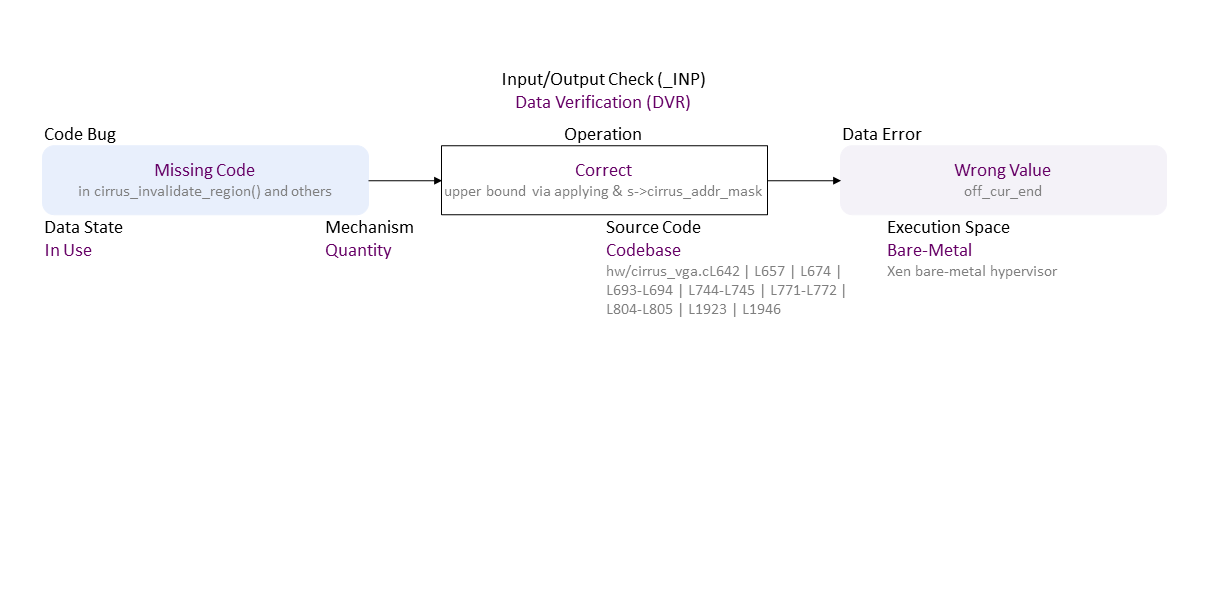 Input/Output Check (_INP)
Data Verification (DVR)
Code Bug
Operation
Data Error
Missing Code
in cirrus_invalidate_region() and others
Correct
upper bound via applying & s->cirrus_addr_mask
Wrong Value
off_cur_end
Data State
In Use
Mechanism
Quantity
Source Code
Codebase
hw/cirrus_vga.cL642 | L657 | L674 |
L693-L694 | L744-L745 | L771-L772 |
L804-L805 | L1923 | L1946
Execution Space
Bare-Metal
Xen bare-metal hypervisor